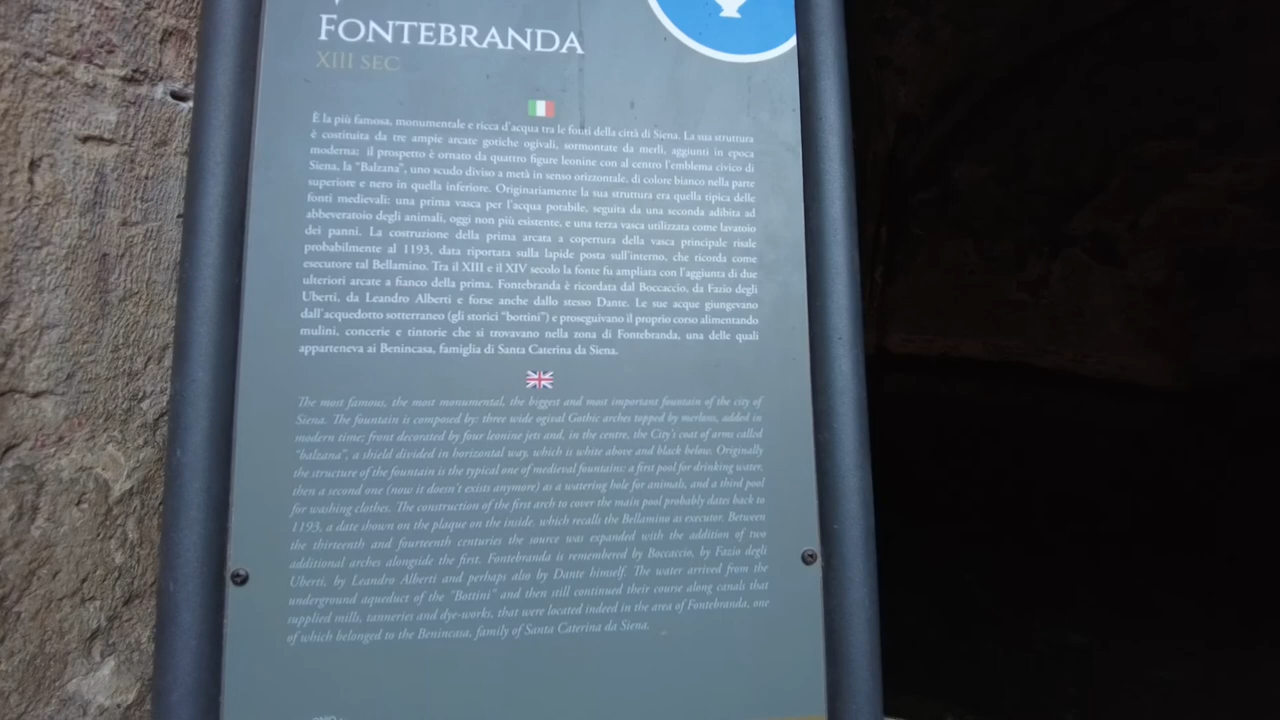 FONTEBRANDA
XIII SEC
È la più famosa, monumentale e ricca d'acqua tra le fonti della città di Siena. La sua struttura
è costituita da tre ampie arcate gotiche ogivali, sormontate da merli, aggiunti in epoca
moderna: il prospetto è ornato da quattro figure leonine con al centro l'emblema civico di
Siena, la "Balzana", uno scudo diviso a metà in senso orizzontale, di colore bianco nella parte
superiore e nero in quella inferiore. Originariamente la sua struttura era quella tipica delle
fonti medievali: una prima vasca per l'acqua potabile, seguita da una seconda adibita ad
abbeveratoio degli animali, oggi non più esistente, e una terza vasca utilizzata come lavatoio
dei panni. La costruzione della prima arcata a copertura della vasca principale risale
probabilmente al 1193, data riportata sulla lapide posta sull'interno, che ricorda come
esecutore tal Bellamino. Tra il XIII e il XIV secolo la fonte fu ampliata con l'aggiunta di due
ulteriori arcate a fianco della prima. Fontebranda è ricordata dal Boccaccio, da Fazio degli
Uberti, da Leandro Alberti e forse anche dallo stesso Dante. Le sue acque giungevano
dall'acquedotto sotterraneo (gli storici "bottini") e proseguivano il proprio corso alimentando
mulini, concerie e tintorie che si trovavano nella zona di Fontebranda, una delle quali
apparteneva ai Benincasa, famiglia di Santa Caterina da Siena.
The most famous, the most monumental, the biggest and most important fountain of the city of
Siena. The fountain is composed by: three wide ogival Gothic arches topped by merlons, added in
modern time; front decorated by four leonine jets and, in the centre, the City's coat of arms called
"balzana", a shield divided in horizontal way, which is white above and black below. Originally
the structure of the fountain is the typical one of medieval fountains: a first pool for drinking water,
then a second one (now it doesn't exists anymore) as a watering hole for animals, and a third pool
for washing clothes. The construction of the first arch to cover the main pool probably dates back to
1193, a date shown on the plaque on the inside, which recalls the Bellamino as executor. Between
the thirteenth and fourteenth centuries the source was expanded with the addition of two
additional arches alongside the first. Fontebranda is remembered by Boccaccio, by Fazio degli
Uberti, by Leandro Alberti and perhaps also by Dante himself. The water arrived from the
underground aqueduct of the "Bottini" and then still continued their course along canals that
supplied mills, tanneries and dye-works, that were located indeed in the area of Fontebranda, one
of which belonged to the Benincasa, family of Santa Caterina da Siena.